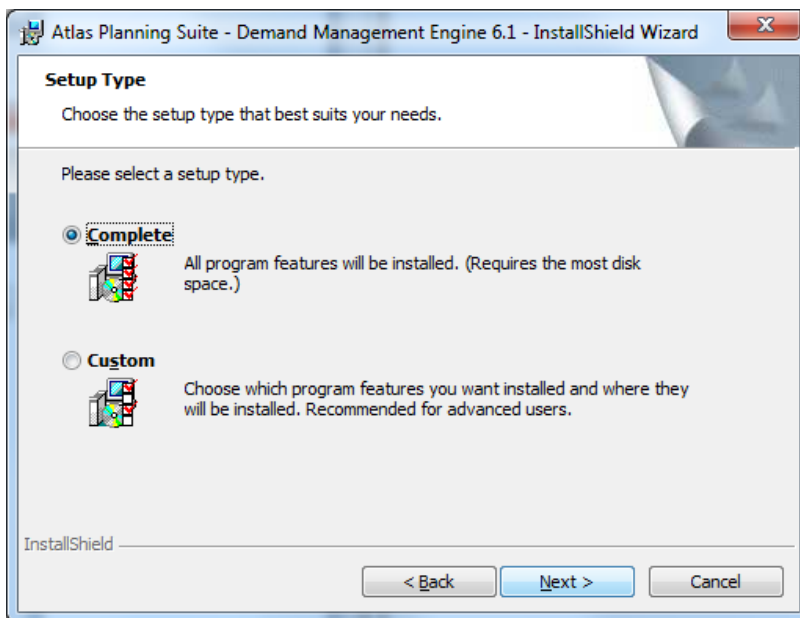 Atlas Planning Suite - Demand Management Engine 6.1 - InstallShield Wizard
Setup Type
Choose the setup type that best suits your needs.
Please select a setup type.
Complete
All program features will be installed. (Requires the most disk
space.)
Custom
Choose which program features you want installed and where they
will be installed. Recommended for advanced users.
InstallShield
< Back
Next >
Cancel